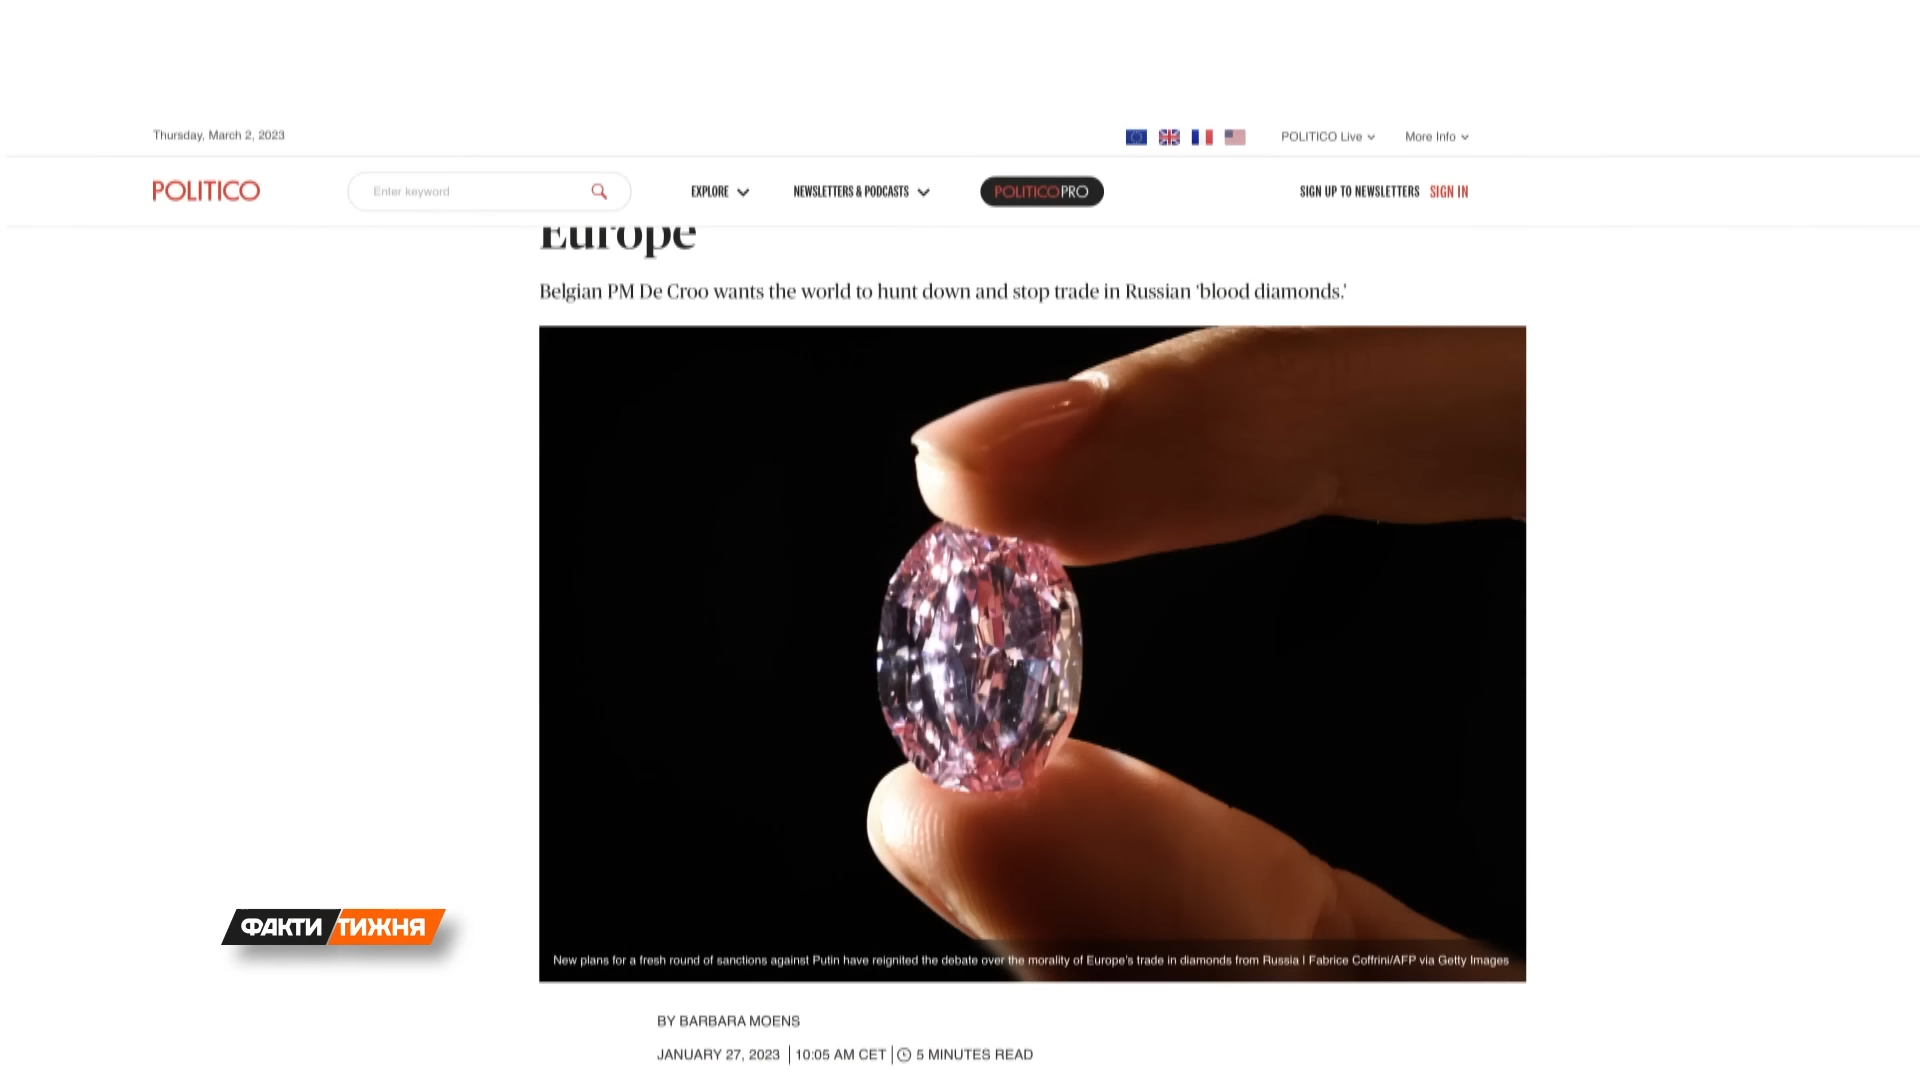 Thursday, March 2, 2023
POLITICO Live
More Info
POLITICO
Enter keyword
EXPLORE
NEWSLETTERS & PODCASTS
POLITICO PRO
SIGN UP TO NEWSLETTERS
SIGN IN
Europe
Belgian PM De Croo wants the world to hunt down and stop trade in Russian ‘blood diamonds.’
ФАКТИ ТИЖНЯ
New plans for a fresh round of sanctions against Putin have reignited the debate over the morality of Europe's trade in diamonds from Russia | Fabrice Coffrini/AFP via Getty Images
BY BARBARA MOENS
JANUARY 27, 2023 | 10:05 AM CET | 5 MINUTES READ